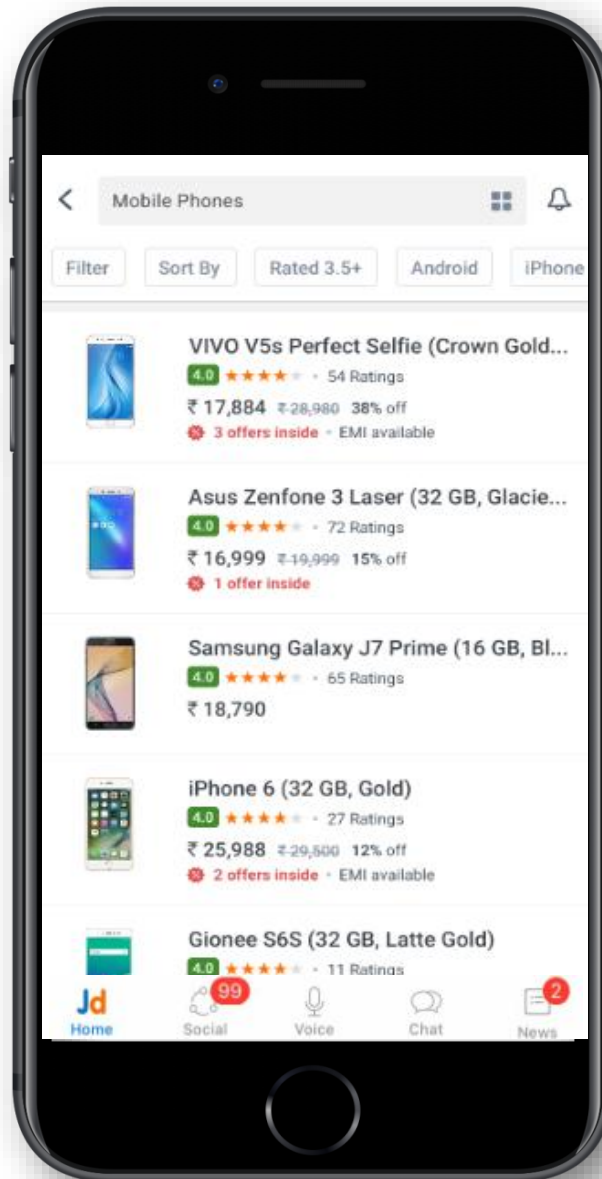 Mobile Phones
Filter Sort By Rated 3.5+ Android iPhone
VIVO V5s Perfect Selfie (Crown Gold...
4.0 54 Ratings
₹ 17,884 ₹ 28,980 38% off
3 offers inside • EMI available
Asus Zenfone 3 Laser (32 GB, Glacie...
4.0 72 Ratings
₹ 16,999 ₹ 19,999 15% off
1 offer inside
Samsung Galaxy J7 Prime (16 GB, Bl...
4.0 65 Ratings
₹ 18,790
iPhone 6 (32 GB, Gold)
4.0 27 Ratings
₹ 25,988 ₹ 29,500 12% off
2 offers inside • EMI available
Gionee S6S (32 GB, Latte Gold)
4.0 11 Ratings
Jd 99 2
Home Social Voice Chat News